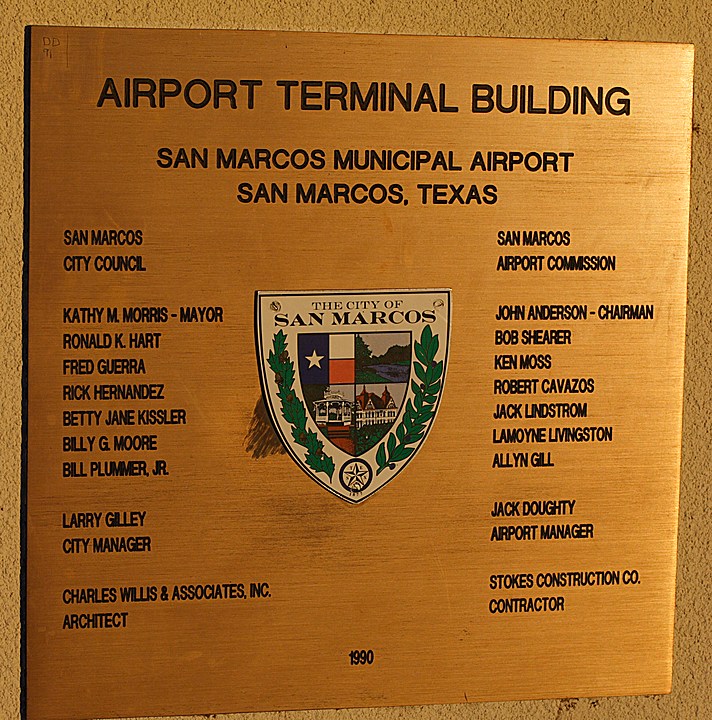 AIRPORT TERMINAL BUILDING
SAN MARCOS MUNICIPAL AIRPORT
SAN MARCOS, TEXAS
SAN MARCOS
CITY COUNCIL
KATHY M. MORRIS - MAYOR
RONALD K. HART
FRED GUERRA
RICK HERNANDEZ
BETTY JANE KISSLER
BILLY G. MOORE
BILL PLUMMER, JR.
LARRY GILLEY
CITY MANAGER
CHARLES WILLIS & ASSOCIATES, INC.
ARCHITECT
THE CITY OF
SAN MARCOS
SAN MARCOS
AIRPORT COMMISSION
JOHN ANDERSON - CHAIRMAN
BOB SHEARER
KEN MOSS
ROBERT CAVAZOS
JACK LINDSTROM
LAMOYNE LIVINGSTON
ALLYN GILL
JACK DOUGHTY
AIRPORT MANAGER
STOKES CONSTRUCTION CO.
CONTRACTOR
1990